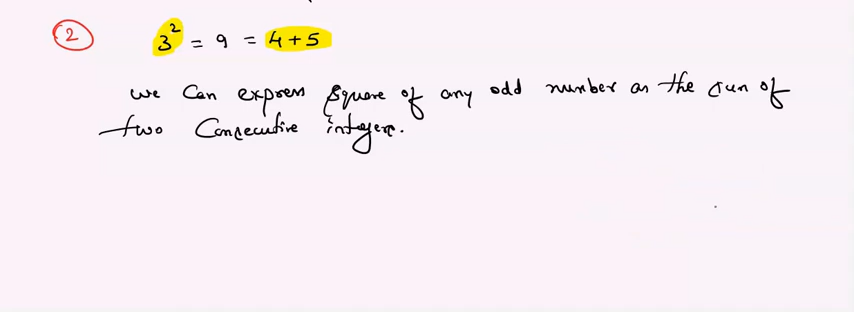 2 3² = 9 = 4 + 5
we can express square of any odd number as the sum of
two consecutive integers.